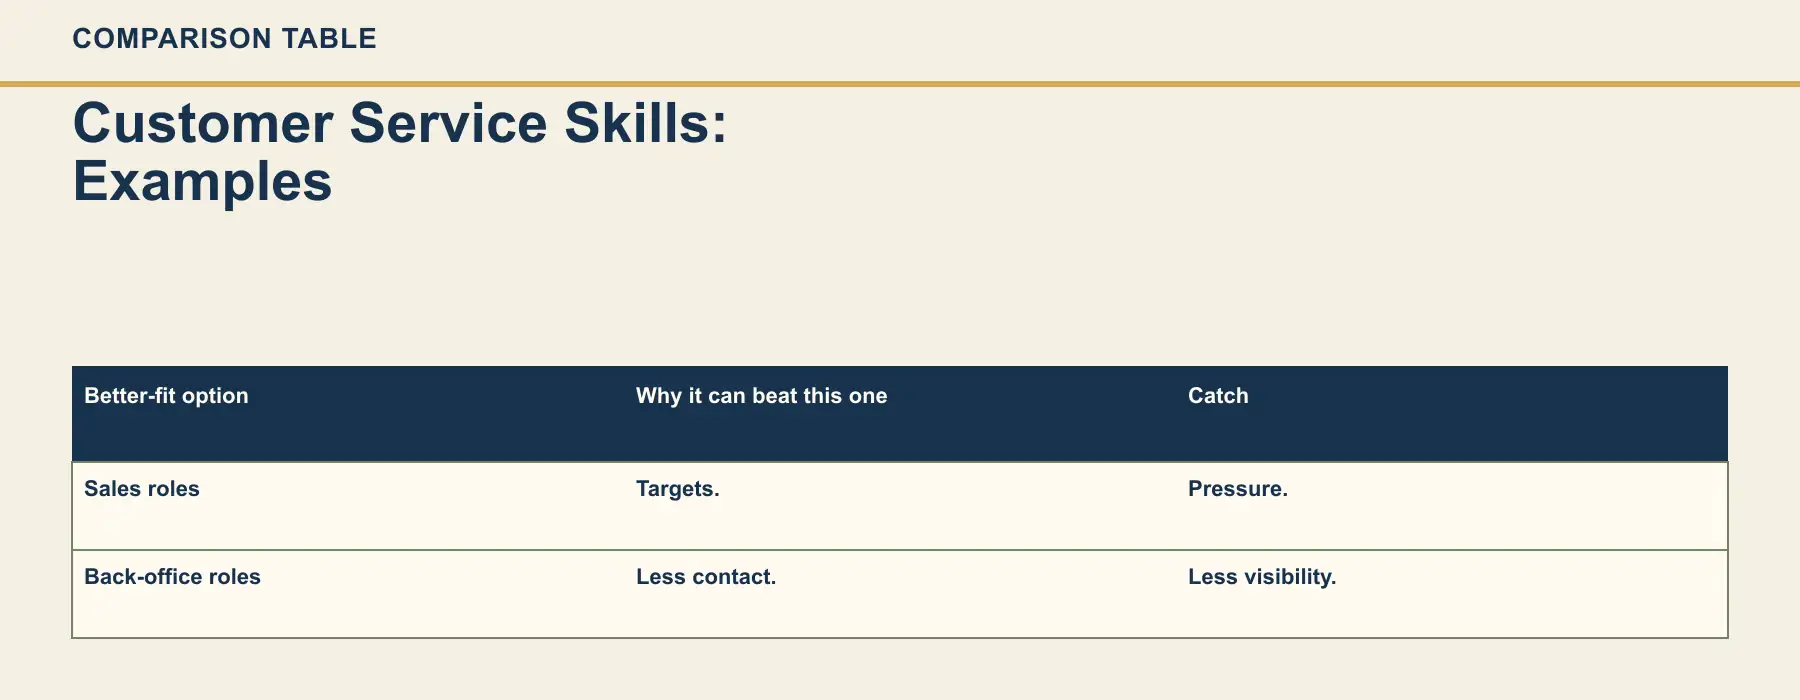 COMPARISON TABLE
Customer Service Skills:
Examples
Better-fit option Why it can beat this one Catch
Sales roles Targets. Pressure.
Back-office roles Less contact. Less visibility.